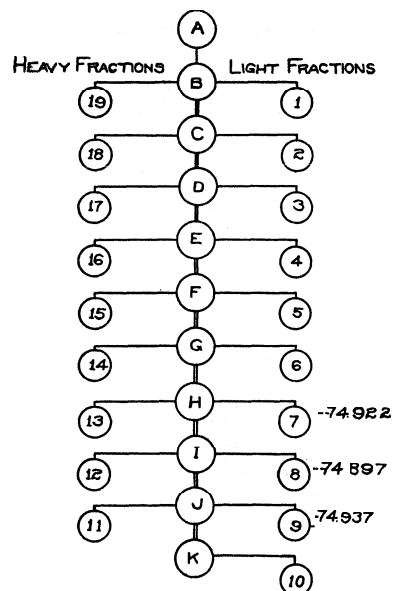 A
HEAVY FRACTIONS LIGHT FRACTIONS
B
19 1
C
18 2
D
17 3
E
16 4
F
15 5
G
14 6
H
13 7 --74.922
I
12 8 --74 897
J
11 9 -74.937
K
10